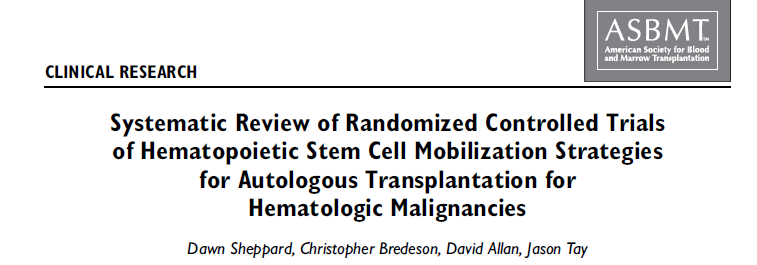 ASBMT™
American Society for Blood
and Marrow Transplantation
CLINICAL RESEARCH
Systematic Review of Randomized Controlled Trials
of Hematopoietic Stem Cell Mobilization Strategies
for Autologous Transplantation for
Hematologic Malignancies
Dawn Sheppard, Christopher Bredeson, David Allan, Jason Tay